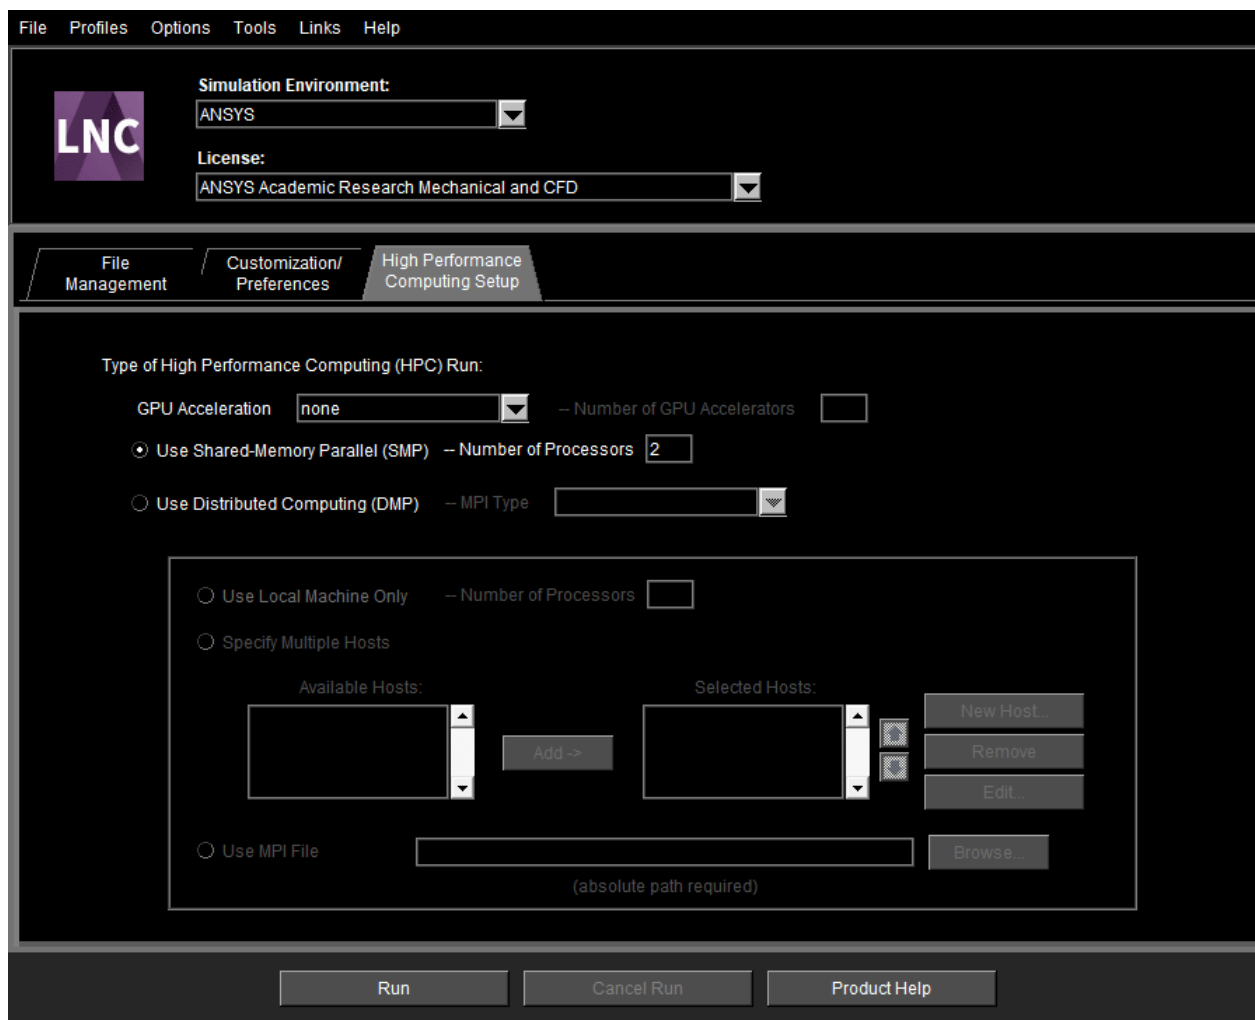 File Profiles Options Tools Links Help
LNC
Simulation Environment:
ANSYS
License:
ANSYS Academic Research Mechanical and CFD
File
Management
Customization/
Preferences
High Performance
Computing Setup
Type of High Performance Computing (HPC) Run:
GPU Acceleration none -- Number of GPU Accelerators
Use Shared-Memory Parallel (SMP) -- Number of Processors 2
Use Distributed Computing (DMP) -- MPI Type
Use Local Machine Only -- Number of Processors
Specify Multiple Hosts
Available Hosts: Selected Hosts:
New Host...
Add -> Remove
Edit...
Use MPI File Browse...
(absolute path required)
Run Cancel Run Product Help